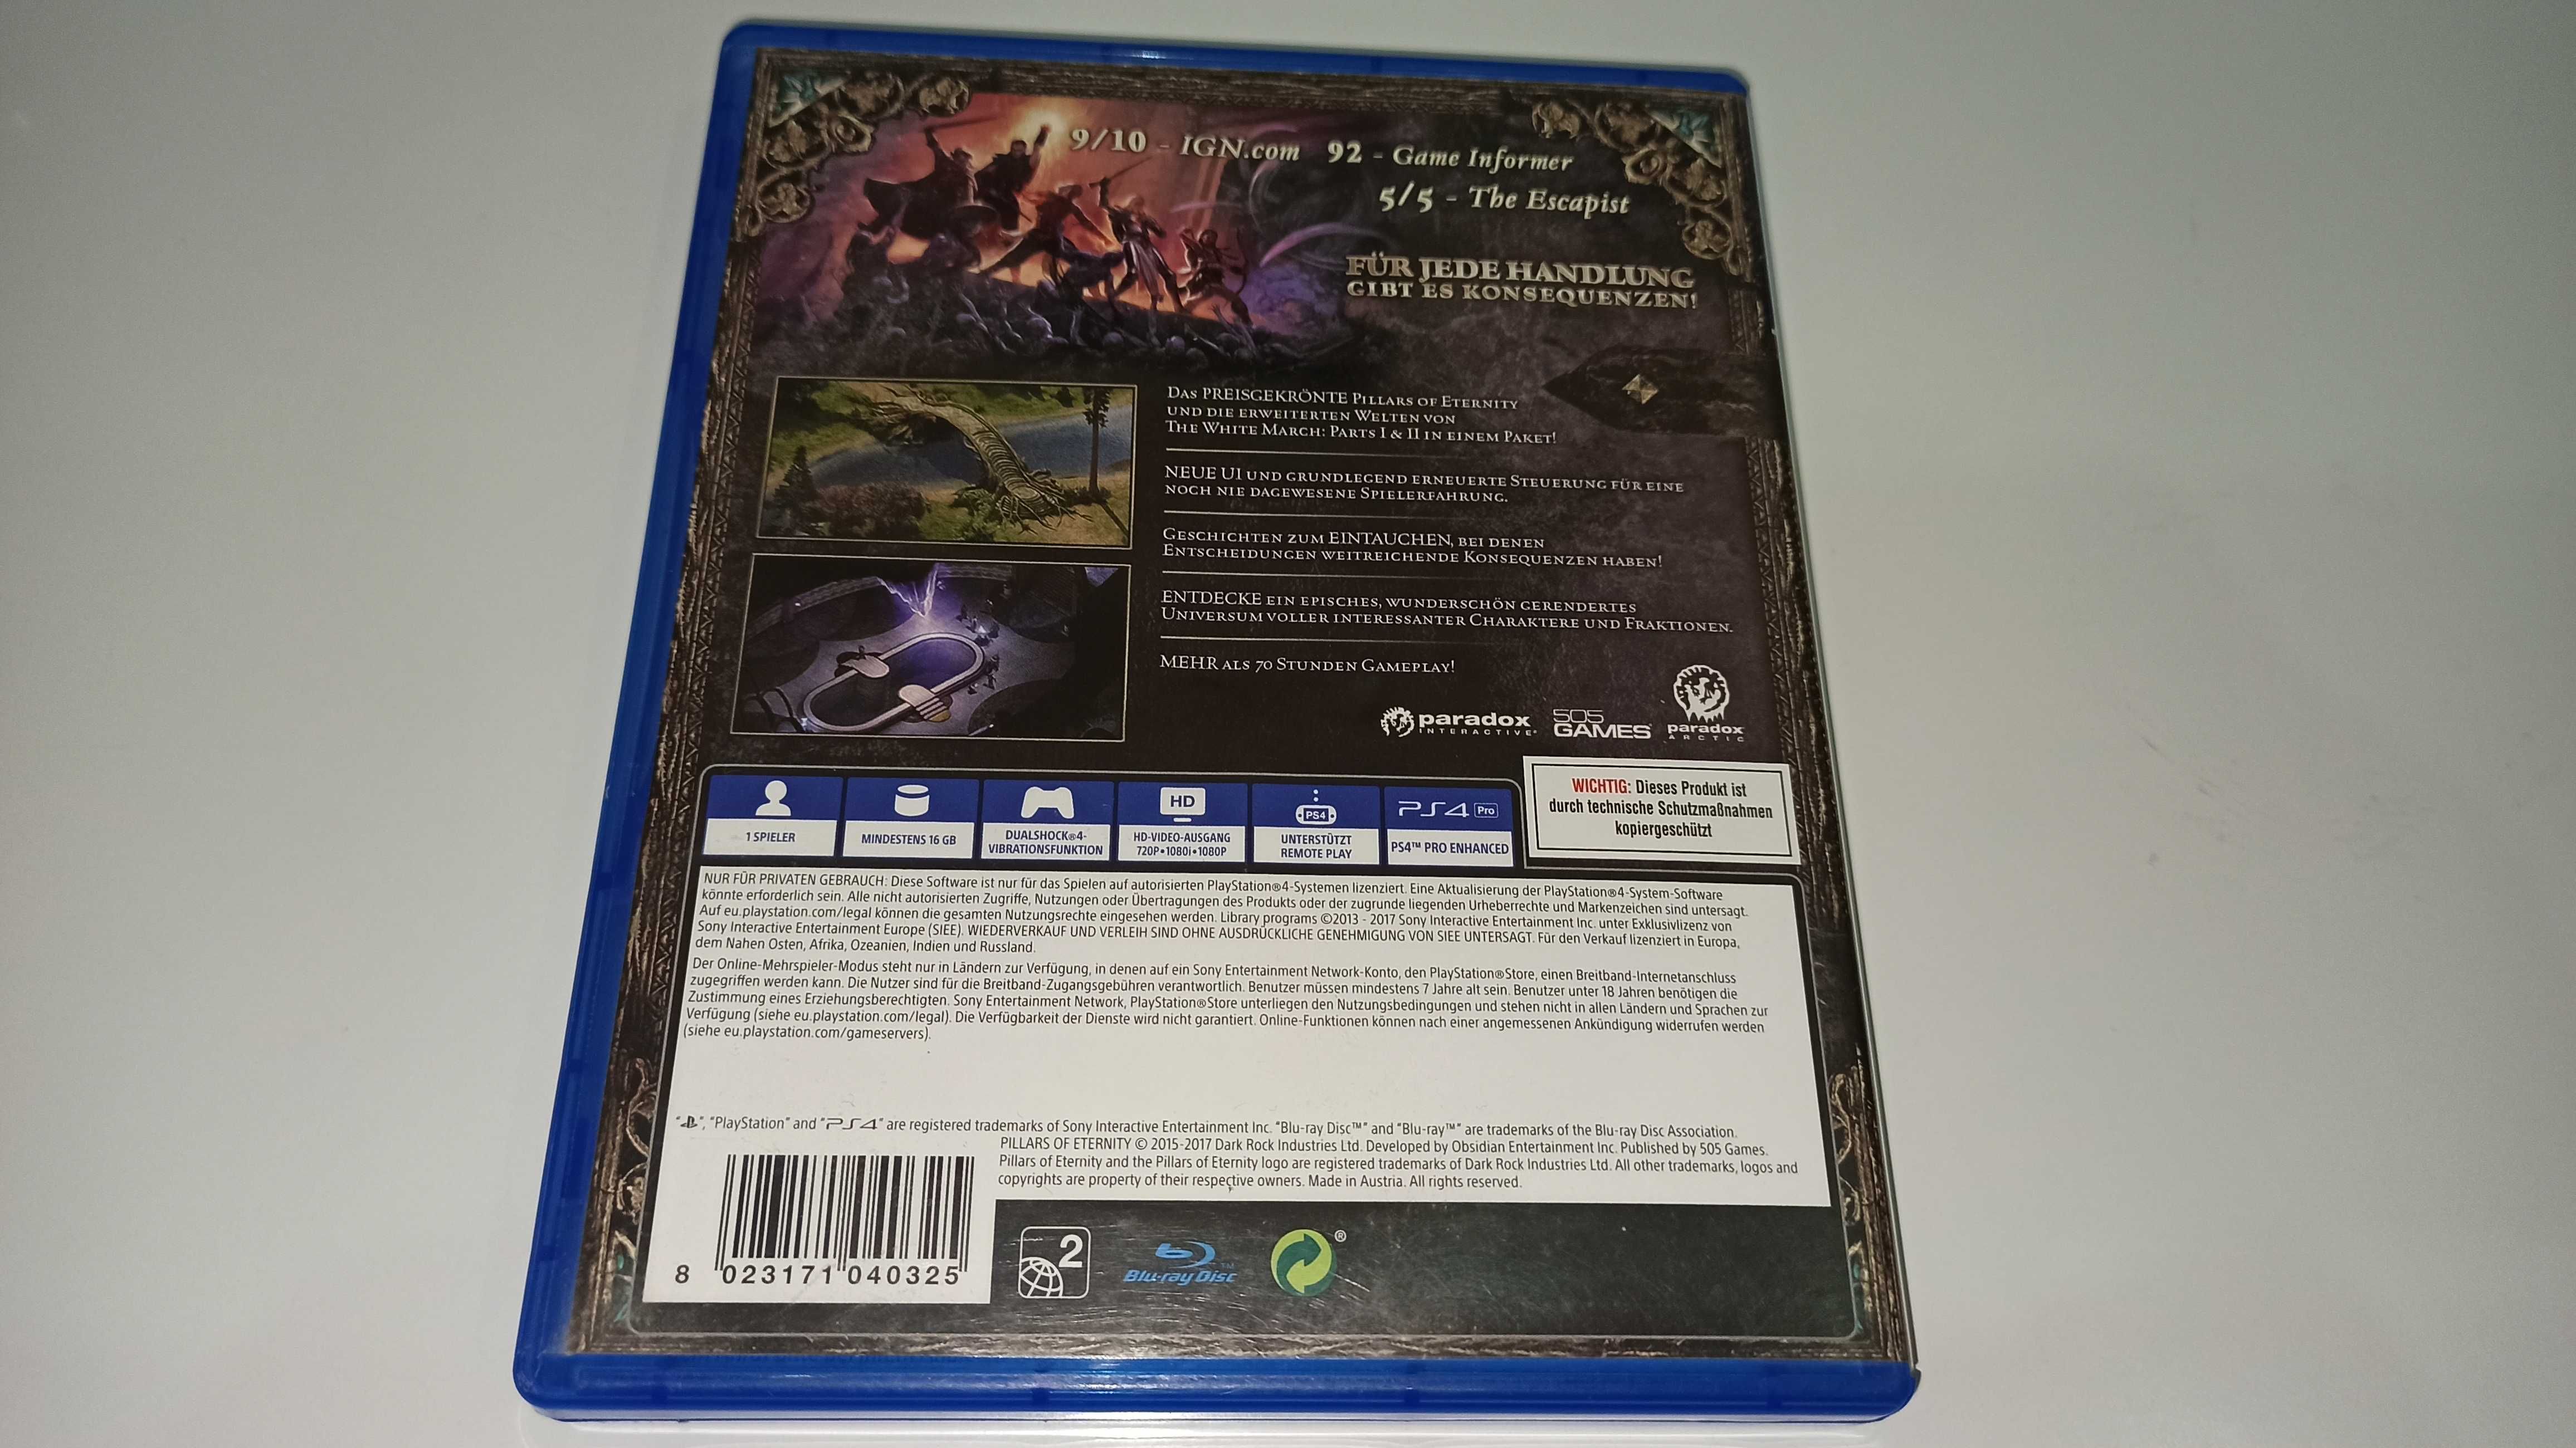 9/10 - IGN.com 92 - Game Informer
5/5 - The Escapist
FÜR JEDE HANDLUNG
GIBT ES KONSEQUENZEN!
DAS PREISGEKRÖNTE PILLARS OF ETERNITY
UND DIE ERWEITERTEN WELTEN VON
THE WHITE MARCH: PARTS I & II IN EINEM PAKET!
NEUE UI UND GRUNDLEGEND ERNEUERTE STEUERUNG FÜR EINE
NOCH NIE DAGEWESENE SPIELERFAHRUNG.
GESCHICHTEN ZUM EINTAUCHEN, BEI DENEN
ENTSCHEIDUNGEN WEITREICHENDE KONSEQUENZEN HABEN!
ENTDECKE EIN EPISCHES, WUNDERSCHÖN GERENDERTES
UNIVERSUM VOLLER INTERESSANTER CHARAKTERE UND FRAKTIONEN.
MEHR ALS 70 STUNDEN GAMEPLAY!
paradox
INTERACTIVE®
505
GAMES®
paradox
ARCTIC
1 SPIELER
MINDESTENS 16 GB
DUALSHOCK®4-
VIBRATIONSFUNKTION
HD
HD-VIDEO-AUSGANG
720P•1080i•1080P
PS4
UNTERSTÜTZT
REMOTE PLAY
PS4 Pro
PS4™ PRO ENHANCED
WICHTIG: Dieses Produkt ist
durch technische Schutzmaßnahmen
kopiergeschützt
NUR FÜR PRIVATEN GEBRAUCH: Diese Software ist nur für das Spielen auf autorisierten PlayStation®4-Systemen lizenziert. Eine Aktualisierung der PlayStation®4-System-Software
könnte erforderlich sein. Alle nicht autorisierten Zugriffe, Nutzungen oder Übertragungen des Produkts oder der zugrunde liegenden Urheberrechte und Markenzeichen sind untersagt.
Auf eu.playstation.com/legal können die gesamten Nutzungsrechte eingesehen werden. Library programs ©2013 - 2017 Sony Interactive Entertainment Inc. unter Exklusivlizenz von
Sony Interactive Entertainment Europe (SIEE). WIEDERVERKAUF UND VERLEIH SIND OHNE AUSDRÜCKLICHE GENEHMIGUNG VON SIEE UNTERSAGT. Für den Verkauf lizenziert in Europa,
dem Nahen Osten, Afrika, Ozeanien, Indien und Russland.
Der Online-Mehrspieler-Modus steht nur in Ländern zur Verfügung, in denen auf ein Sony Entertainment Network-Konto, den PlayStation®Store, einen Breitband-Internetanschluss
zugegriffen werden kann. Die Nutzer sind für die Breitband-Zugangsgebühren verantwortlich. Benutzer müssen mindestens 7 Jahre alt sein. Benutzer unter 18 Jahren benötigen die
Zustimmung eines Erziehungsberechtigten. Sony Entertainment Network, PlayStation®Store unterliegen den Nutzungsbedingungen und stehen nicht in allen Ländern und Sprachen zur
Verfügung (siehe eu.playstation.com/legal). Die Verfügbarkeit der Dienste wird nicht garantiert. Online-Funktionen können nach einer angemessenen Ankündigung widerrufen werden
(siehe eu.playstation.com/gameservers).
"PlayStation" and "PS4" are registered trademarks of Sony Interactive Entertainment Inc. "Blu-ray Disc™" and "Blu-ray™" are trademarks of the Blu-ray Disc Association.
PILLARS OF ETERNITY © 2015-2017 Dark Rock Industries Ltd. Developed by Obsidian Entertainment Inc. Published by 505 Games.
Pillars of Eternity and the Pillars of Eternity logo are registered trademarks of Dark Rock Industries Ltd. All other trademarks, logos and
copyrights are property of their respective owners. Made in Austria. All rights reserved.
8 023171 040325
2
Blu-ray Disc™
®